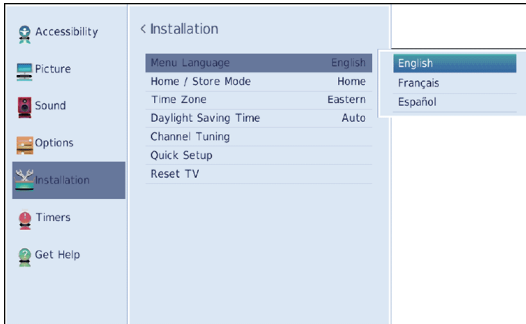 Accessibility
Picture
Sound
Options
Installation
Timers
Get Help
< Installation
Menu Language English
Home / Store Mode Home
Time Zone Eastern
Daylight Saving Time Auto
Channel Tuning
Quick Setup
Reset TV
English
Français
Español